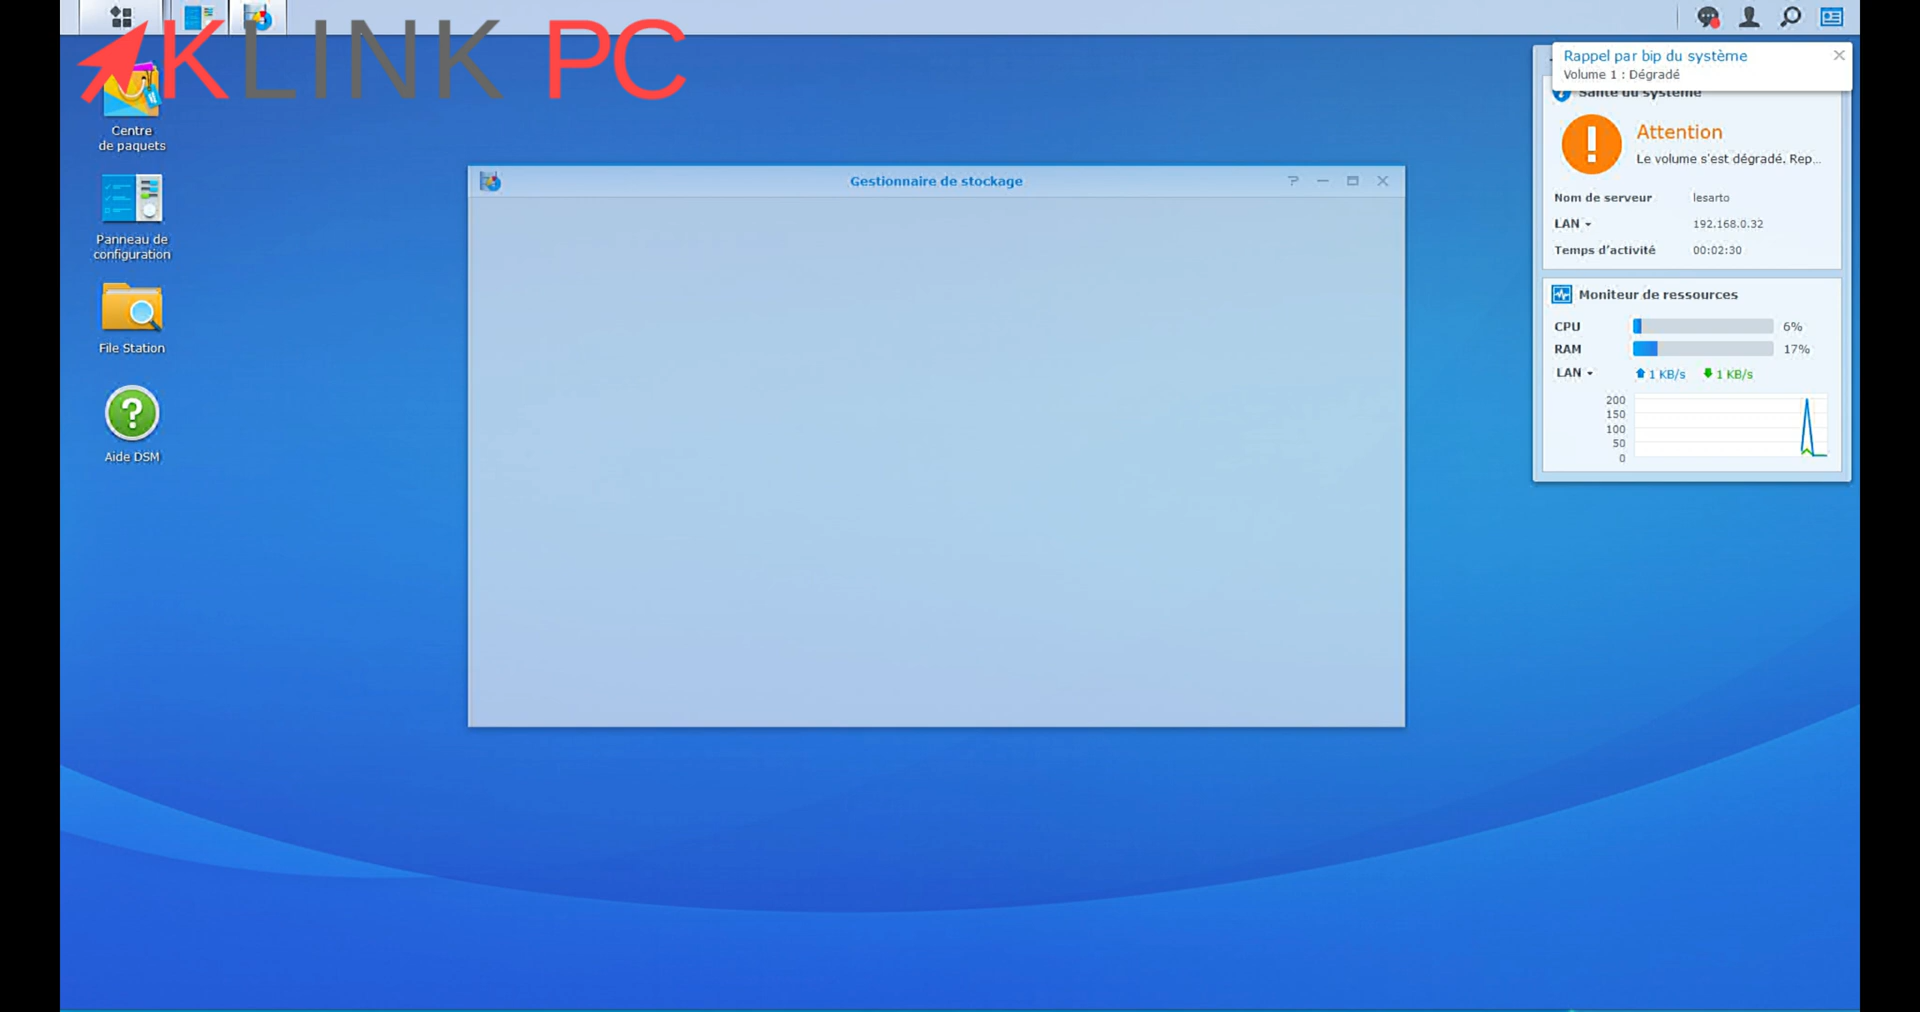 KLINK PC
Rappel par bip du système
Volume 1 : Dégradé
Santé du système
Attention
Le volume s'est dégradé. Rep...
Nom de serveur lesarto
LAN 192.168.0.32
Temps d'activité 00:02:30
Moniteur de ressources
CPU 6%
RAM 17%
LAN 1 KB/s 1 KB/s
200
150
100
50
0
Centre
de paquets
Panneau de
configuration
File Station
Aide DSM
Gestionnaire de stockage